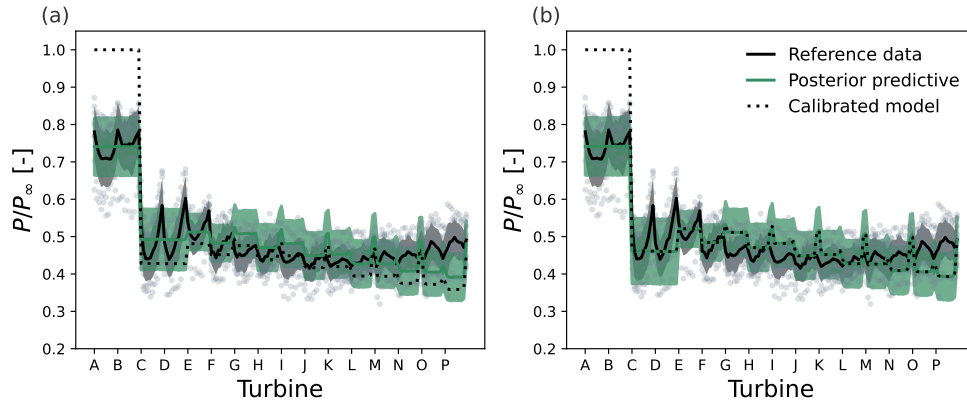 (a)
1.0
0.9
0.8
0.7
0.6
0.5
0.4
0.3
0.2
P/P∞ [-]
A B C D E F G H I J K L M N O P
Turbine
(b)
Reference data
Posterior predictive
Calibrated model
1.0
0.9
0.8
0.7
0.6
0.5
0.4
0.3
0.2
P/P∞ [-]
A B C D E F G H I J K L M N O P
Turbine